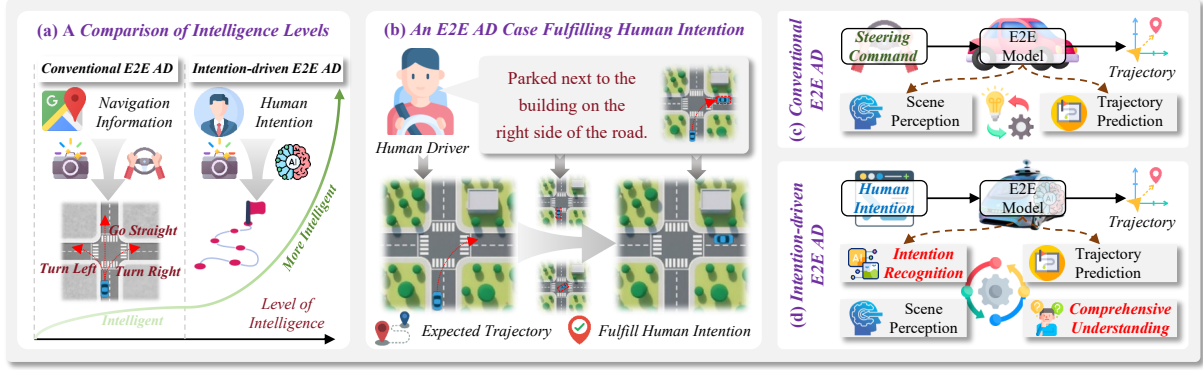 (a) A Comparison of Intelligence Levels
Conventional E2E AD
Intention-driven E2E AD
Navigation
Information
Human
Intention
AI
Go Straight
Turn Left
Turn Right
More Intelligent
Intelligent
Level of
Intelligence
(b) An E2E AD Case Fulfilling Human Intention
Parked next to the
building on the
right side of the road.
Human Driver
Expected Trajectory
Fulfill Human Intention
(c) Conventional
E2E AD
Steering
Command
E2E
Model
Trajectory
Scene
Perception
Trajectory
Prediction
(d) Intention-driven
E2E AD
Human
Intention
E2E
Model
Trajectory
AI
Intention
Recognition
Trajectory
Prediction
Scene
Perception
Comprehensive
Understanding